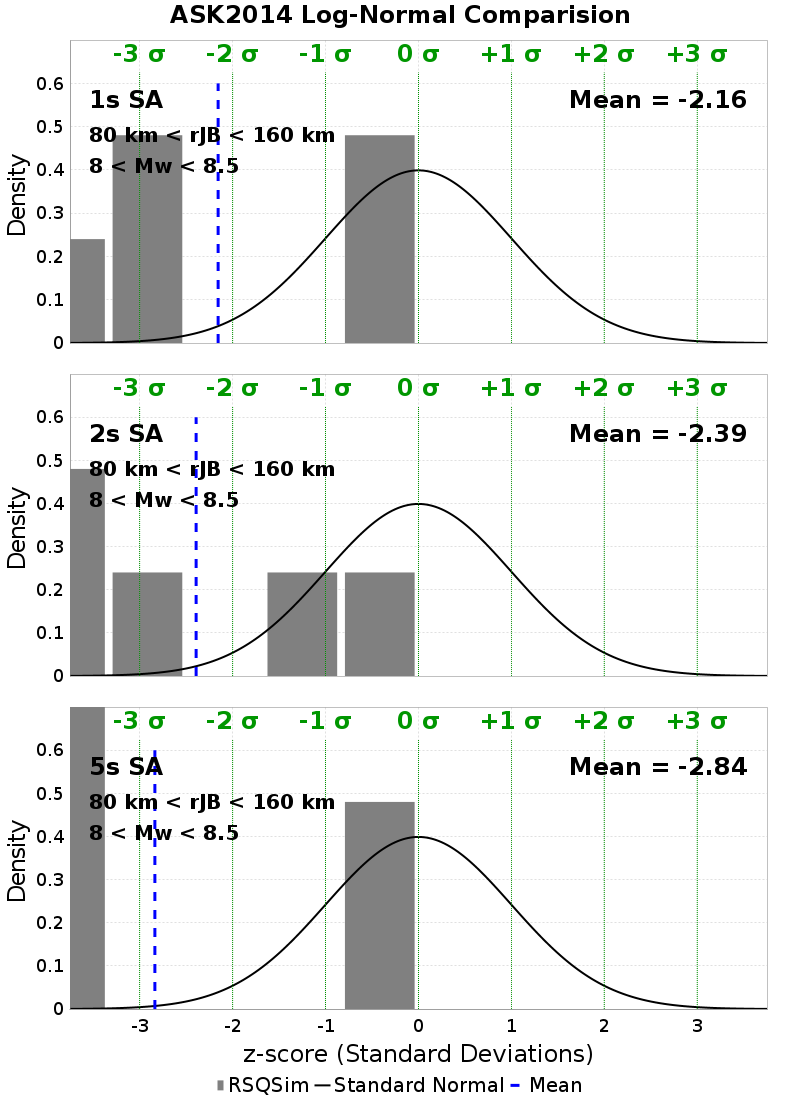 ASK2014 Log-Normal Comparision
-3 σ -2 σ -1 σ 0 σ +1 σ +2 σ +3 σ
1s SA
Mean = -2.16
80 km < rJB < 160 km
8 < Mw < 8.5
0.6
0.5
0.4
0.3
0.2
0.1
0
Density
-3 σ -2 σ -1 σ 0 σ +1 σ +2 σ +3 σ
2s SA
Mean = -2.39
80 km < rJB < 160 km
8 < Mw < 8.5
0.6
0.5
0.4
0.3
0.2
0.1
0
Density
-3 σ -2 σ -1 σ 0 σ +1 σ +2 σ +3 σ
5s SA
Mean = -2.84
80 km < rJB < 160 km
8 < Mw < 8.5
0.6
0.5
0.4
0.3
0.2
0.1
0
Density
-3 -2 -1 0 1 2 3
z-score (Standard Deviations)
RSQSim Standard Normal Mean